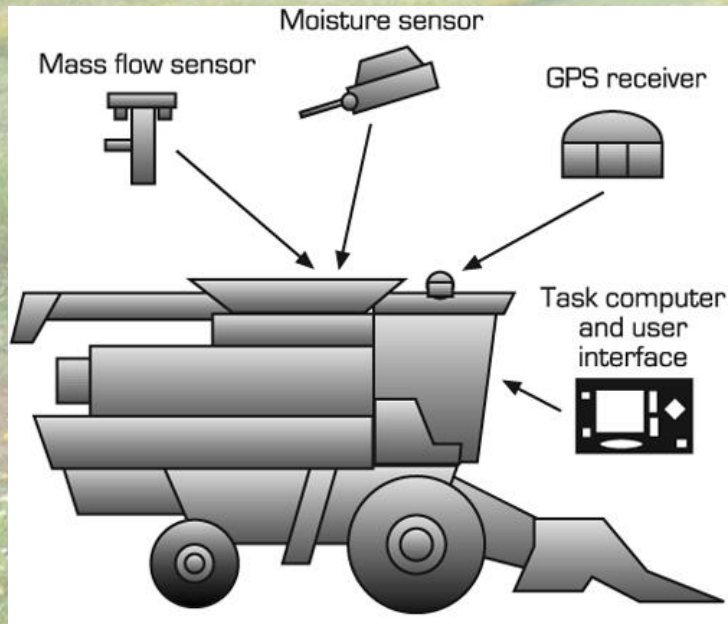 Moisture sensor
Mass flow sensor
GPS receiver
Task computer
and user
interface